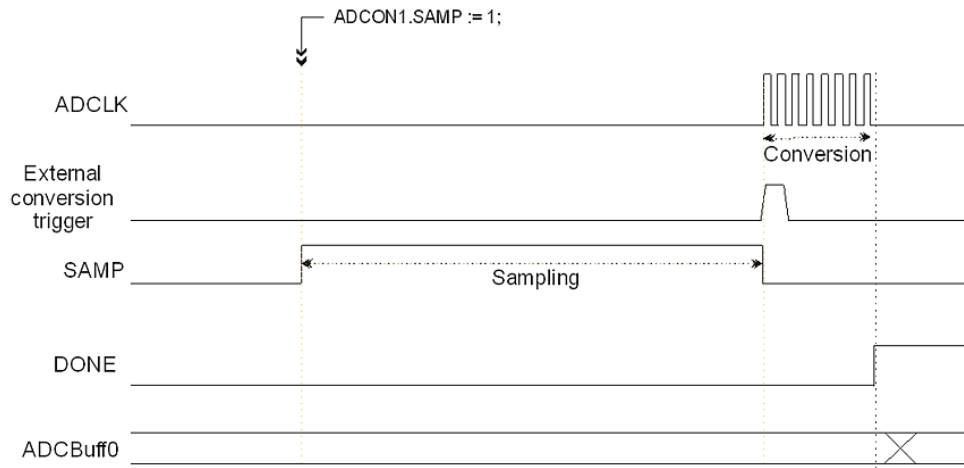 ADCON1.SAMP := 1;
ADCLK
Conversion
External
conversion
trigger
SAMP
Sampling
DONE
ADCBuff0